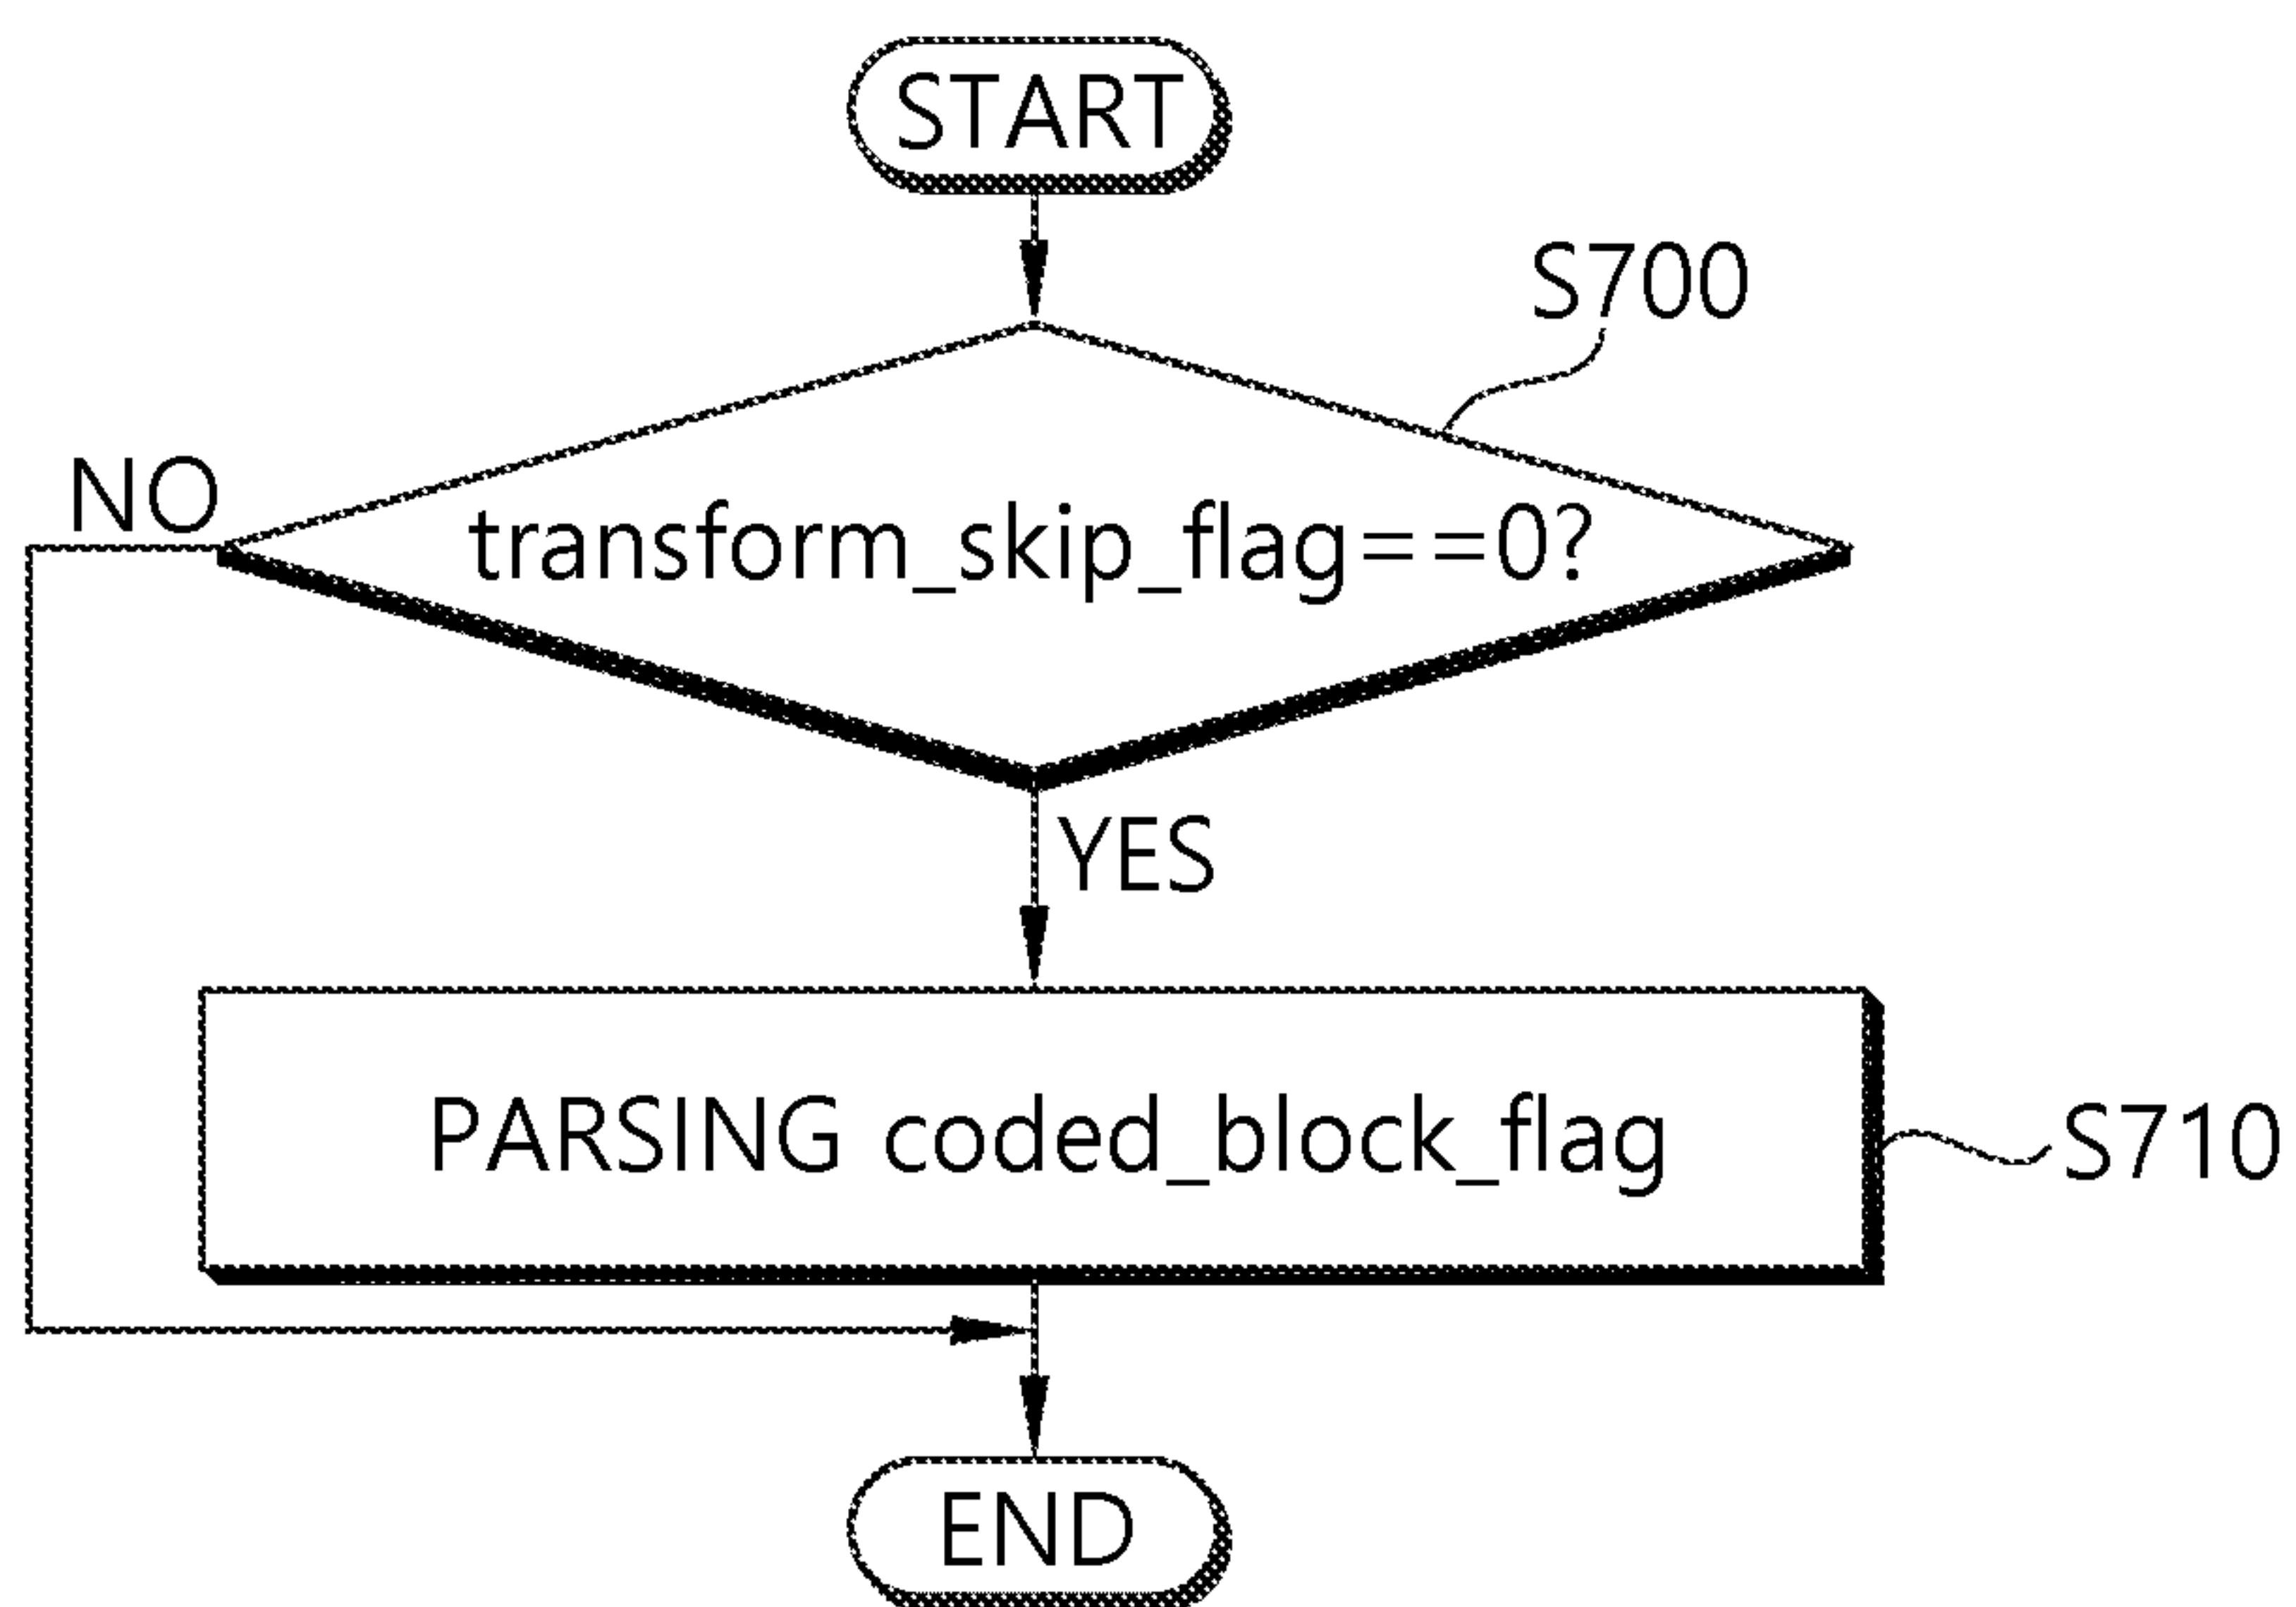 START
S700
NO
transform_skip_flag==0?
YES
PARSING coded_block_flag
S710
END